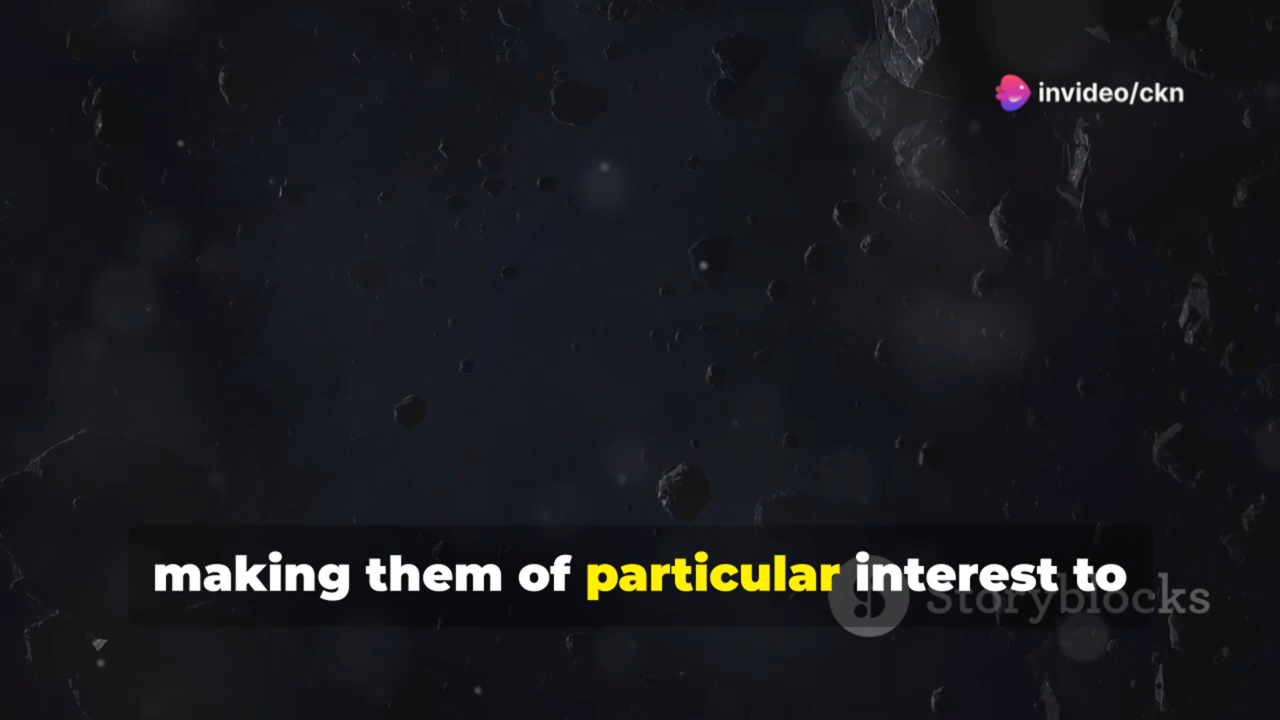 invideo/ckn
making them of particular interest to
Storyblocks